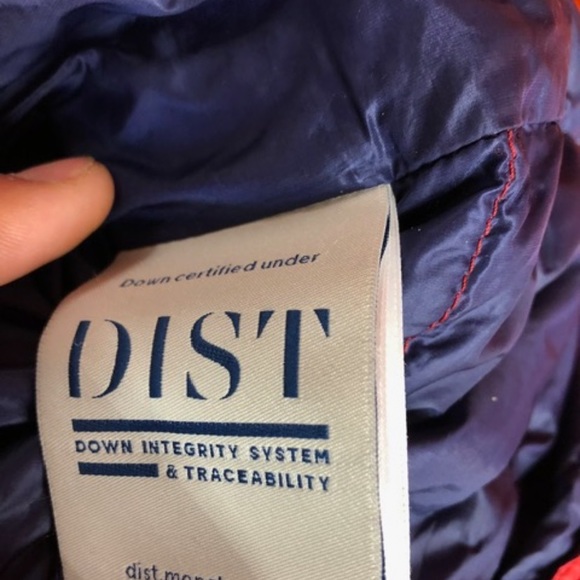 Down certified under
DIST
DOWN INTEGRITY SYSTEM
& TRACEABILITY